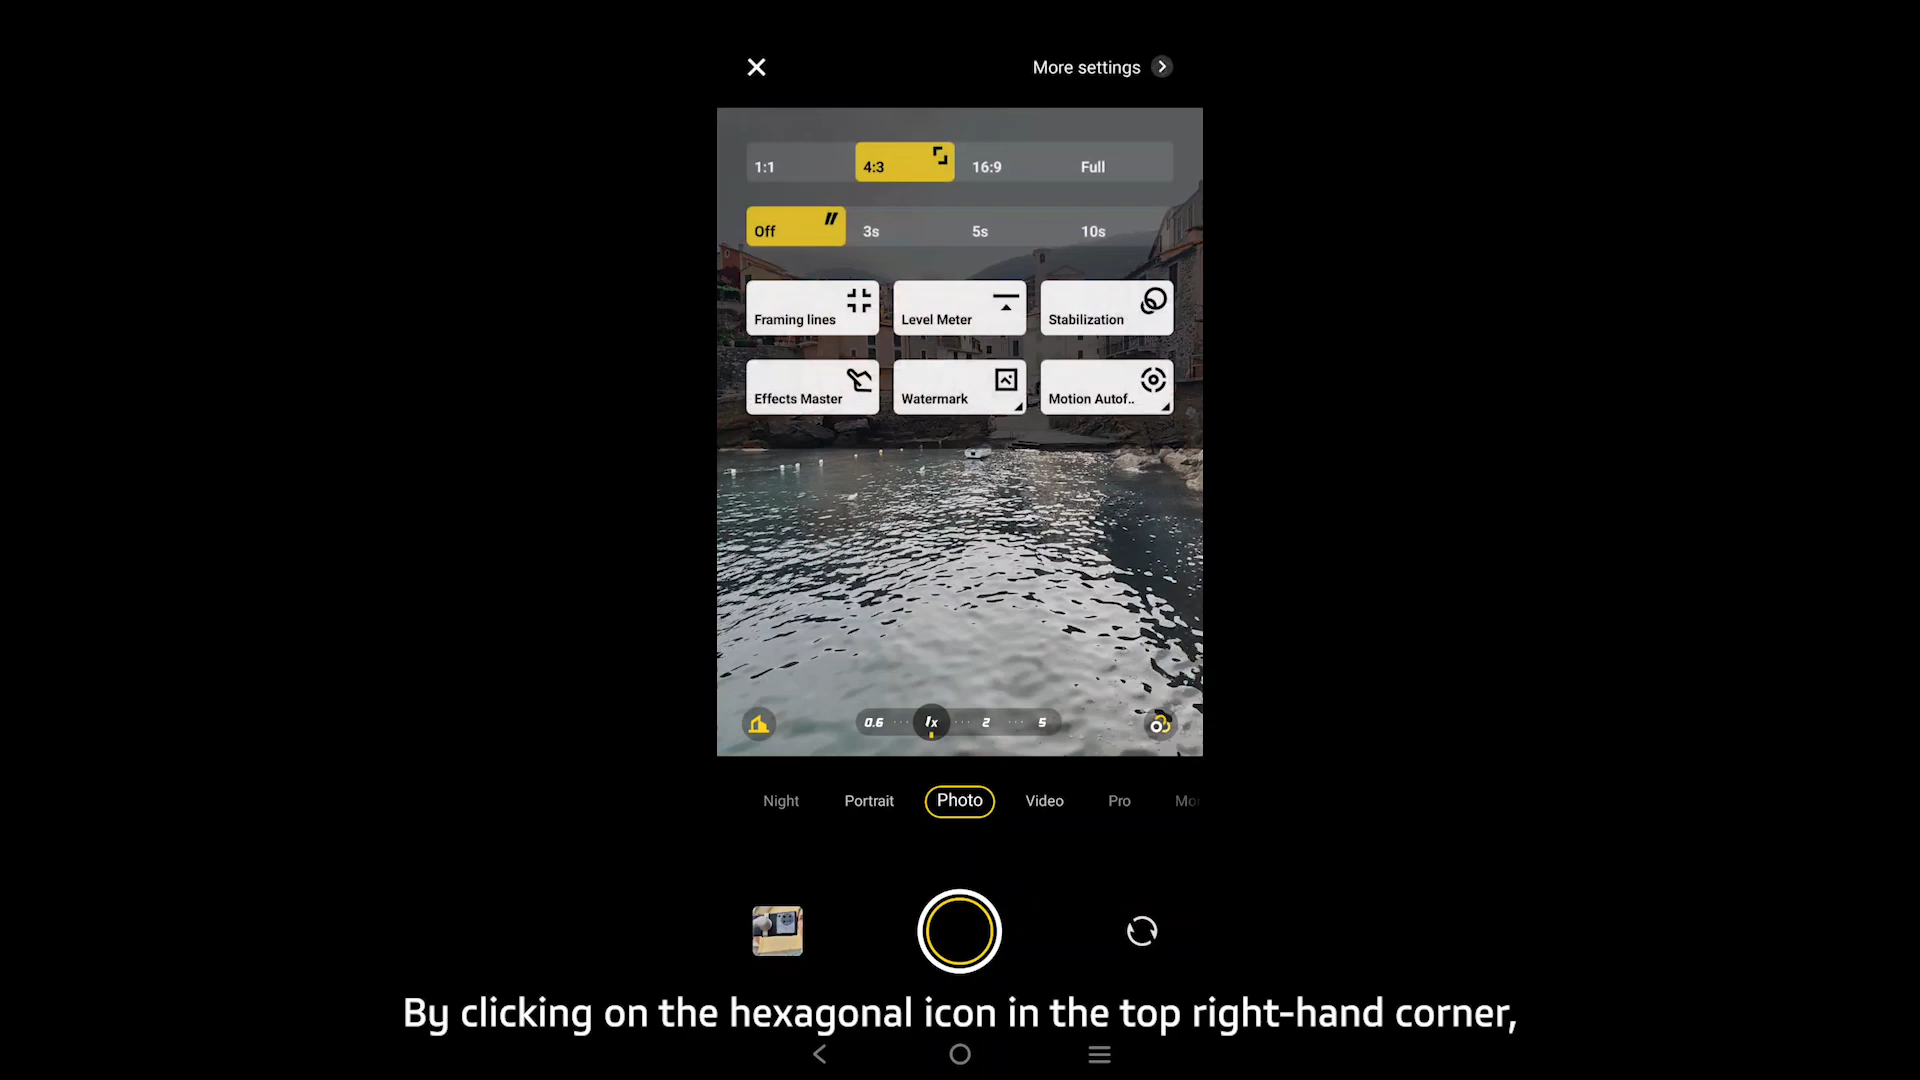 More settings
1:1 4:3 16:9 Full
Off 3s 5s 10s
Framing lines Level Meter Stabilization
Effects Master Watermark Motion Autof..
0.6 1x 2 5
Night Portrait Photo Video Pro Mo
By clicking on the hexagonal icon in the top right-hand corner,